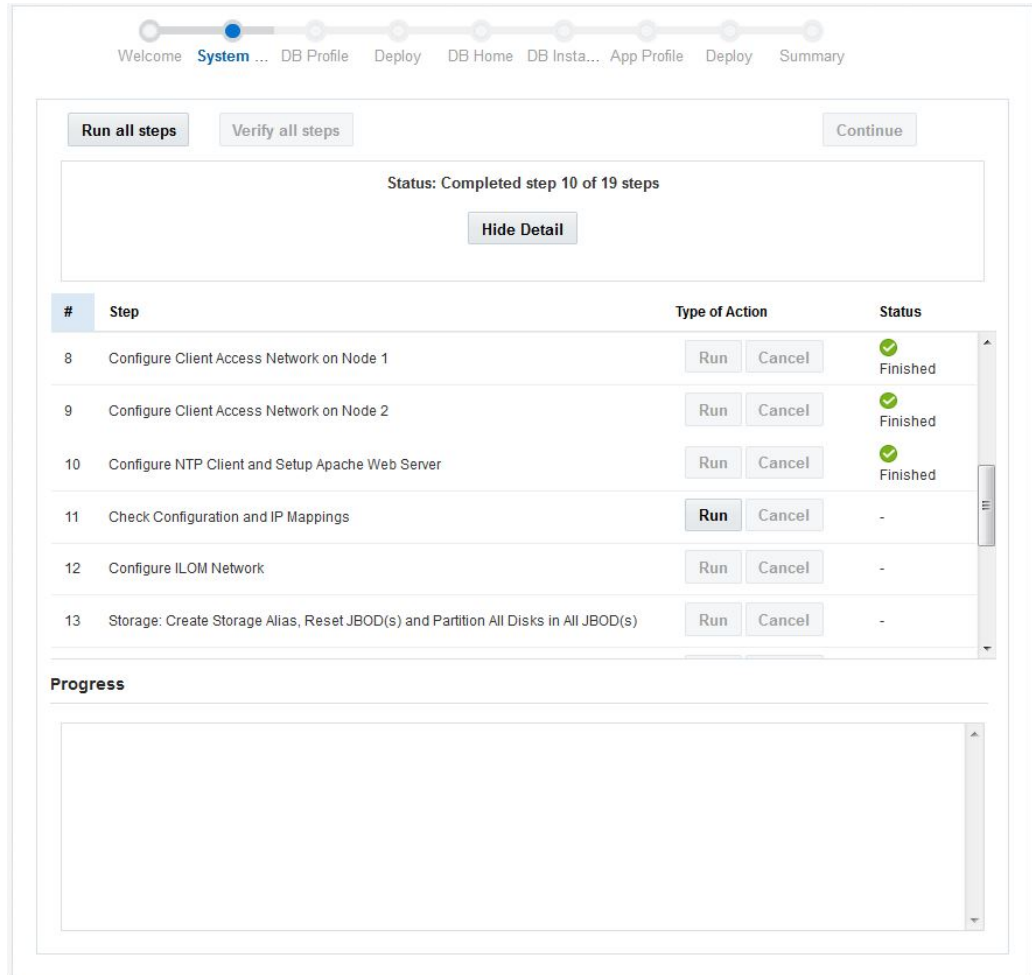 Welcome System ... DB Profile Deploy DB Home DB Insta... App Profile Deploy Summary
Run all steps Verify all steps Continue
Status: Completed step 10 of 19 steps
Hide Detail
# Step Type of Action Status
8 Configure Client Access Network on Node 1 Run Cancel Finished
9 Configure Client Access Network on Node 2 Run Cancel Finished
10 Configure NTP Client and Setup Apache Web Server Run Cancel Finished
11 Check Configuration and IP Mappings Run Cancel -
12 Configure ILOM Network Run Cancel -
13 Storage: Create Storage Alias, Reset JBOD(s) and Partition All Disks in All JBOD(s) Run Cancel -
Progress